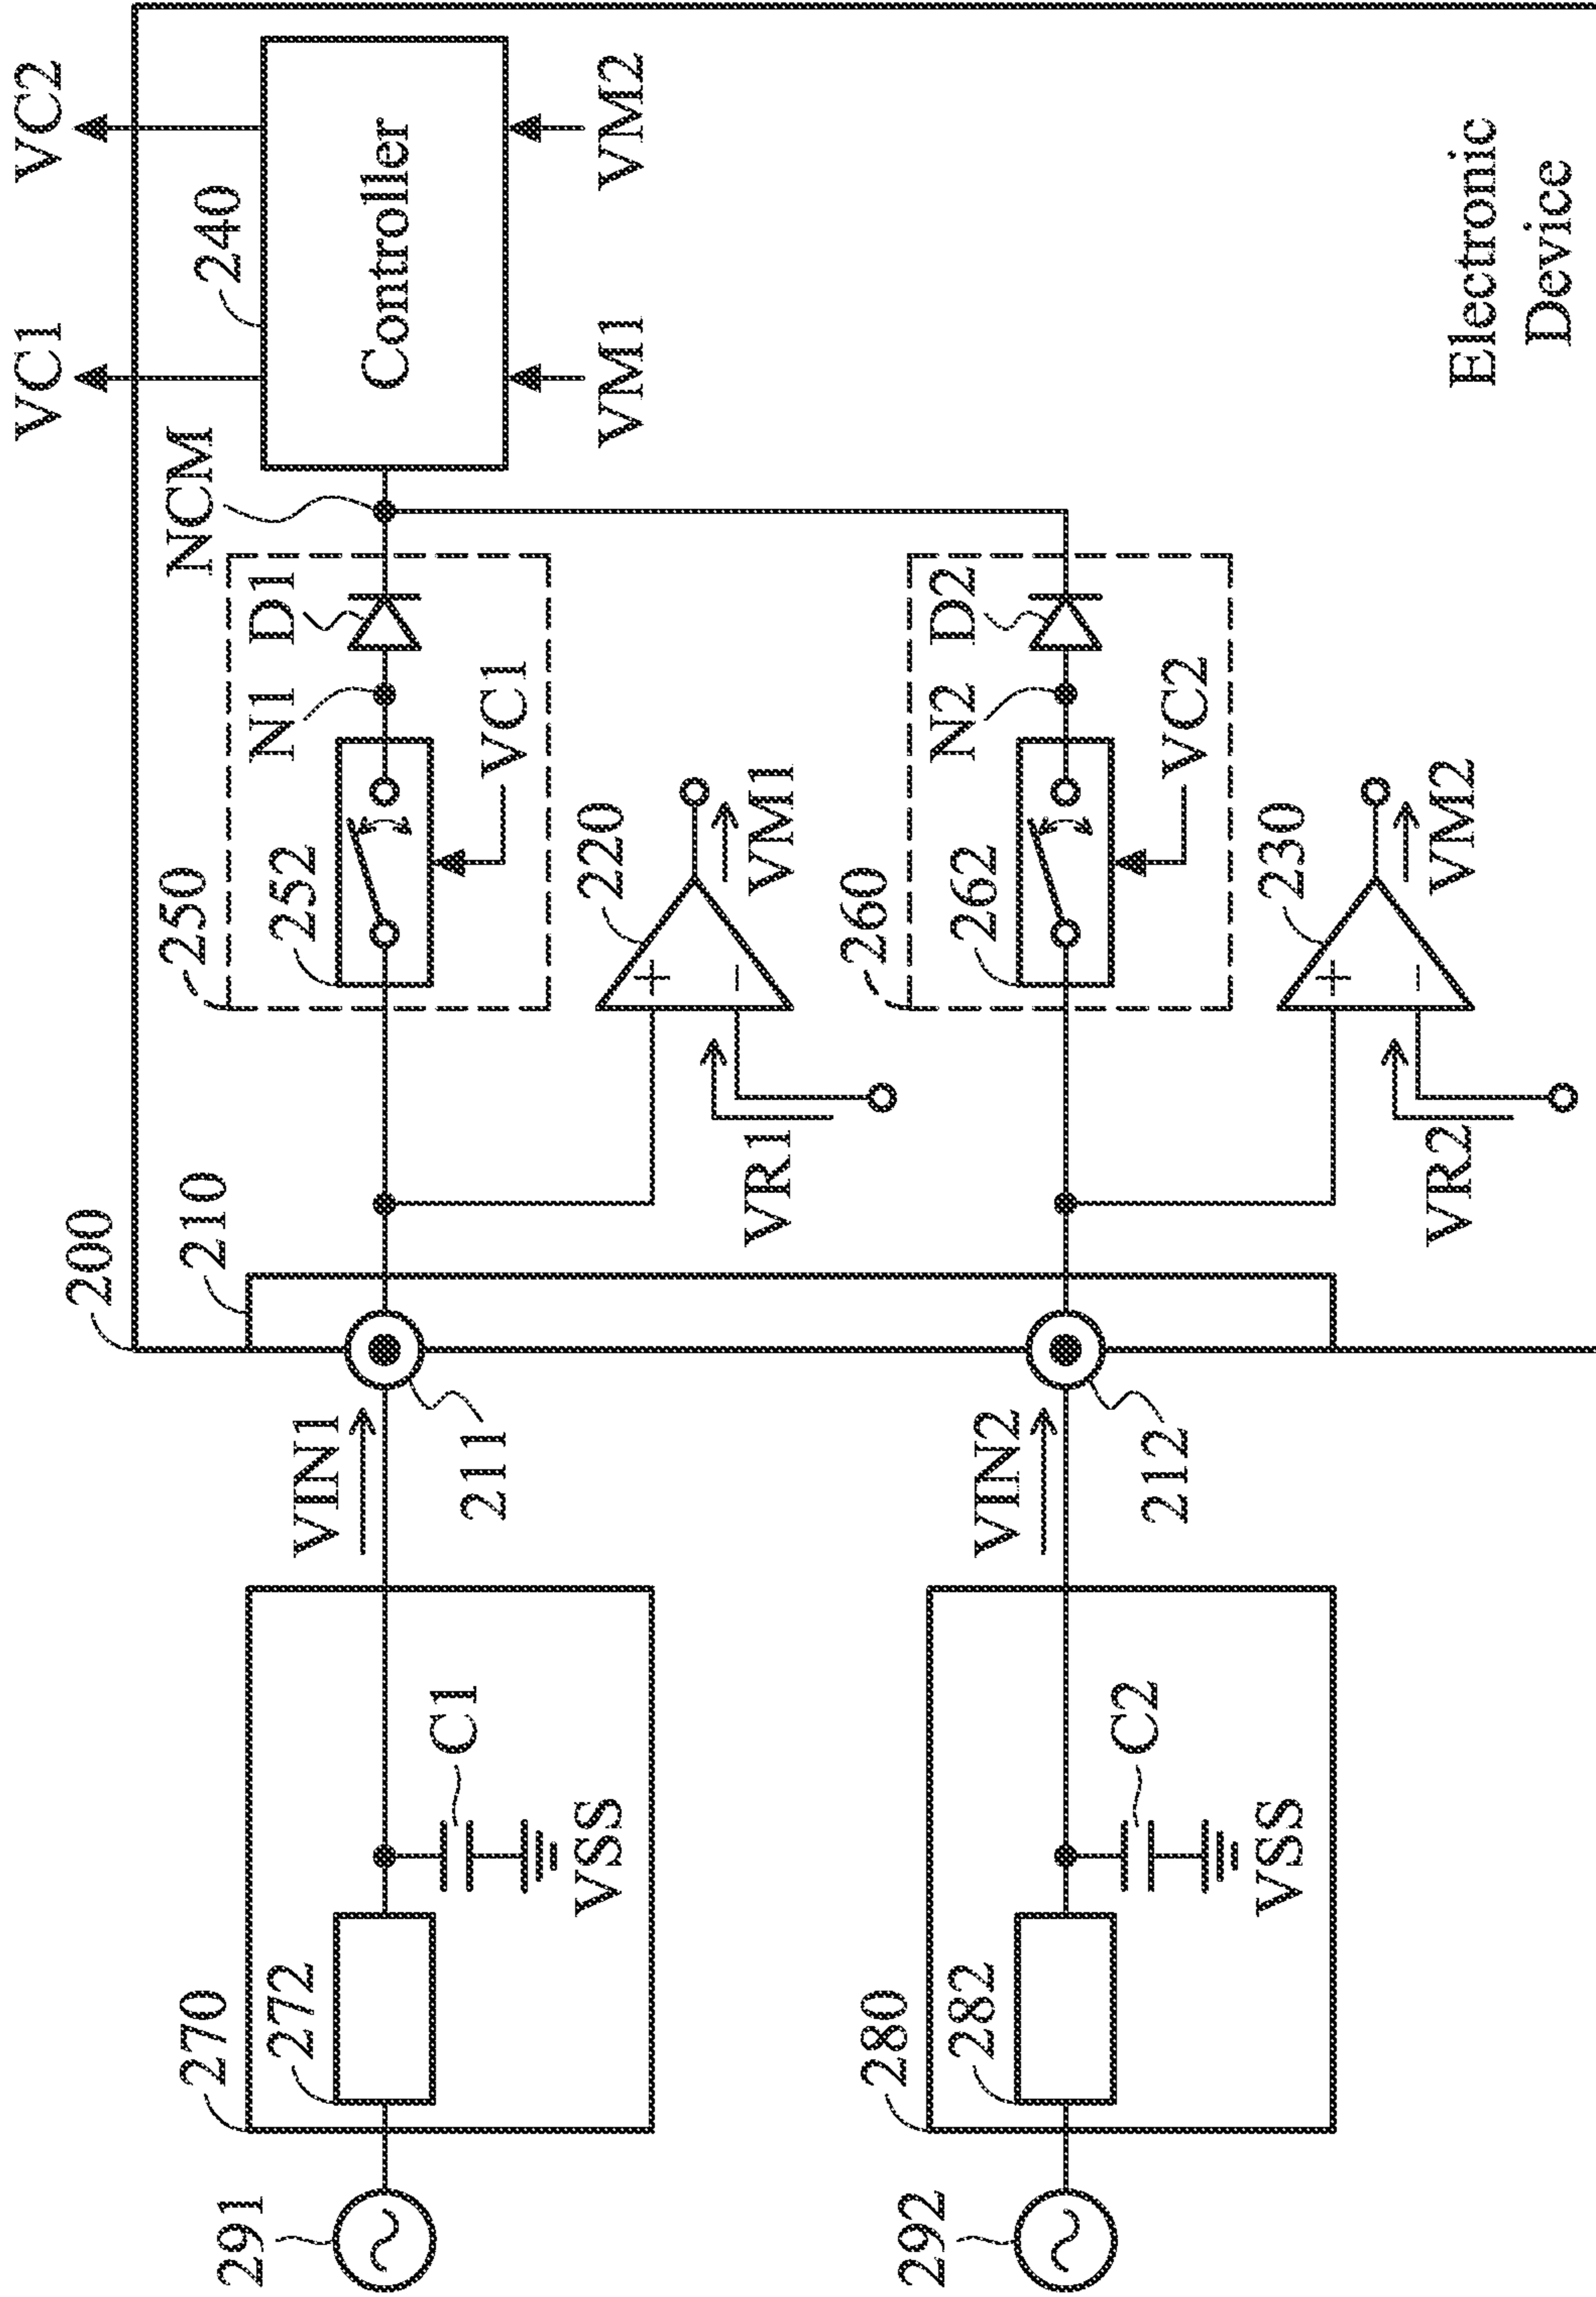 200
VC1
VC2
210
250
NCM
240
252
N1
D1
Controller
VC1
220
VM1
VM1
VM2
VR1
291
270
272
VIN1
211
C1
VSS
260
262
N2
D2
VC2
230
VM2
VR2
292
280
282
VIN2
212
C2
VSS
Electronic
Device
+
−
+
−